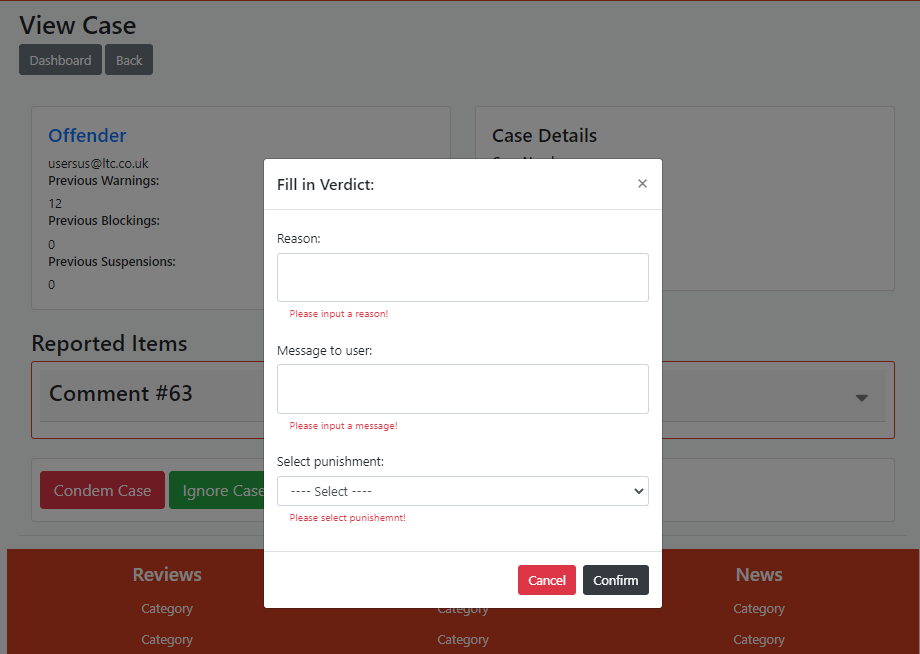 View Case
Dashboard Back
Offender
usersus@ltc.co.uk
Previous Warnings:
12
Previous Blockings:
0
Previous Suspensions:
0
Case Details
Fill in Verdict: ×
Reason:
Please input a reason!
Message to user:
Please input a message!
Select punishment:
---- Select ----
Please select punishemnt!
Cancel Confirm
Reported Items
Comment #63
Condem Case Ignore Case
Reviews News
Category Category Category
Category Category Category